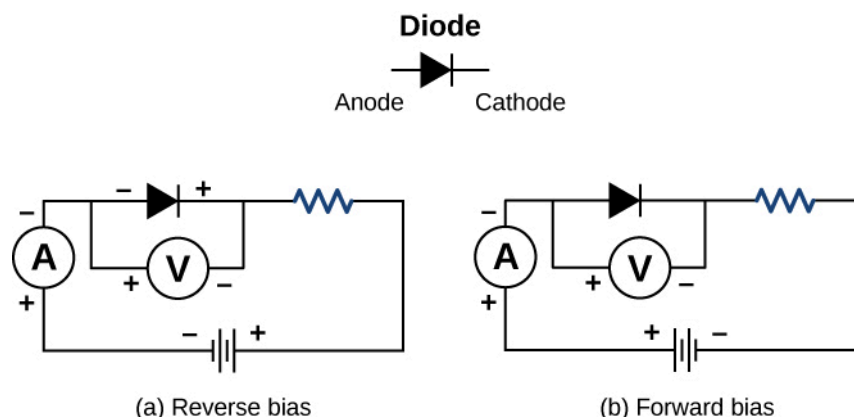 Diode
Anode Cathode
– + 
– 
A 
V 
+ – 
+ 
– + 
(a) Reverse bias
– 
A 
V 
+ – 
+ 
+ – 
(b) Forward bias